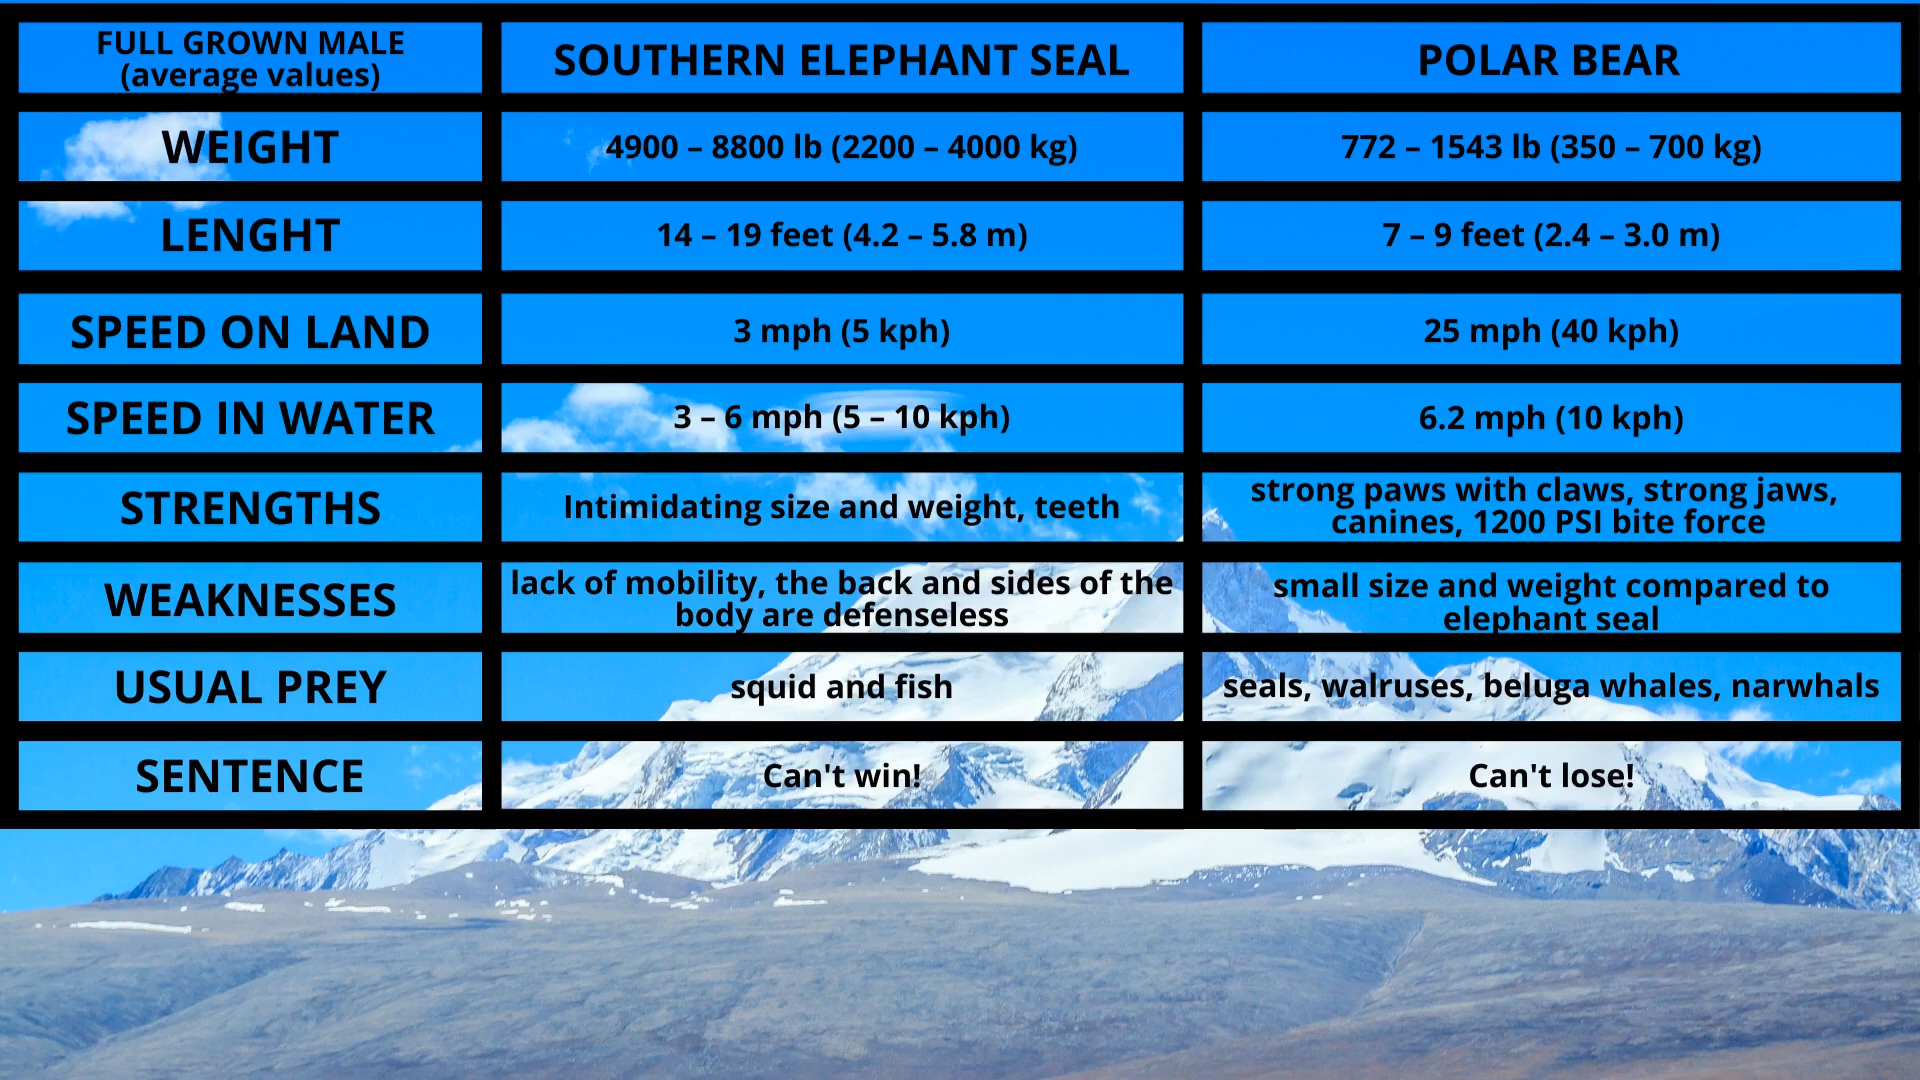 FULL GROWN MALE
(average values)
SOUTHERN ELEPHANT SEAL
POLAR BEAR
WEIGHT
4900 – 8800 lb (2200 – 4000 kg)
772 – 1543 lb (350 – 700 kg)
LENGHT
14 – 19 feet (4.2 – 5.8 m)
7 – 9 feet (2.4 – 3.0 m)
SPEED ON LAND
3 mph (5 kph)
25 mph (40 kph)
SPEED IN WATER
3 – 6 mph (5 – 10 kph)
6.2 mph (10 kph)
STRENGTHS
Intimidating size and weight, teeth
strong paws with claws, strong jaws,
canines, 1200 PSI bite force
WEAKNESSES
lack of mobility, the back and sides of the
body are defenseless
small size and weight compared to
elephant seal
USUAL PREY
squid and fish
seals, walruses, beluga whales, narwhals
SENTENCE
Can't win!
Can't lose!